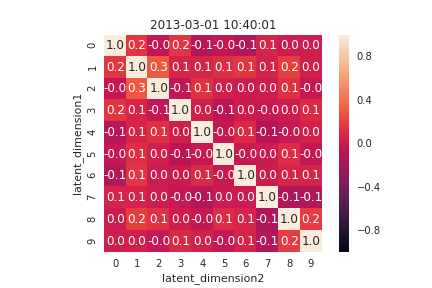 2013-03-01 10:40:01
0 1.0 0.2 -0.0 0.2 -0.1 -0.0 -0.1 0.1 0.0 0.0
1 0.2 1.0 0.3 0.1 0.1 0.1 0.1 0.1 0.2 0.0
2 -0.0 0.3 1.0 -0.1 0.1 0.0 0.0 0.0 0.1 -0.0
3 0.2 0.1 -0.1 1.0 0.0 -0.1 0.0 -0.0 0.0 0.1
4 -0.1 0.1 0.1 0.0 1.0 -0.0 0.1 -0.1 -0.0 0.0
5 -0.0 0.1 0.0 -0.1 -0.0 1.0 -0.0 0.0 0.1 -0.0
6 -0.1 0.1 0.0 0.0 0.1 -0.0 1.0 0.0 0.1 0.1
7 0.1 0.1 0.0 -0.0 -0.1 0.0 0.0 1.0 -0.1 -0.1
8 0.0 0.2 0.1 0.0 -0.0 0.1 0.1 -0.1 1.0 0.2
9 0.0 0.0 -0.0 0.1 0.0 -0.0 0.1 -0.1 0.2 1.0
0 1 2 3 4 5 6 7 8 9
latent_dimension1
latent_dimension2
0.8
0.4
0.0
-0.4
-0.8